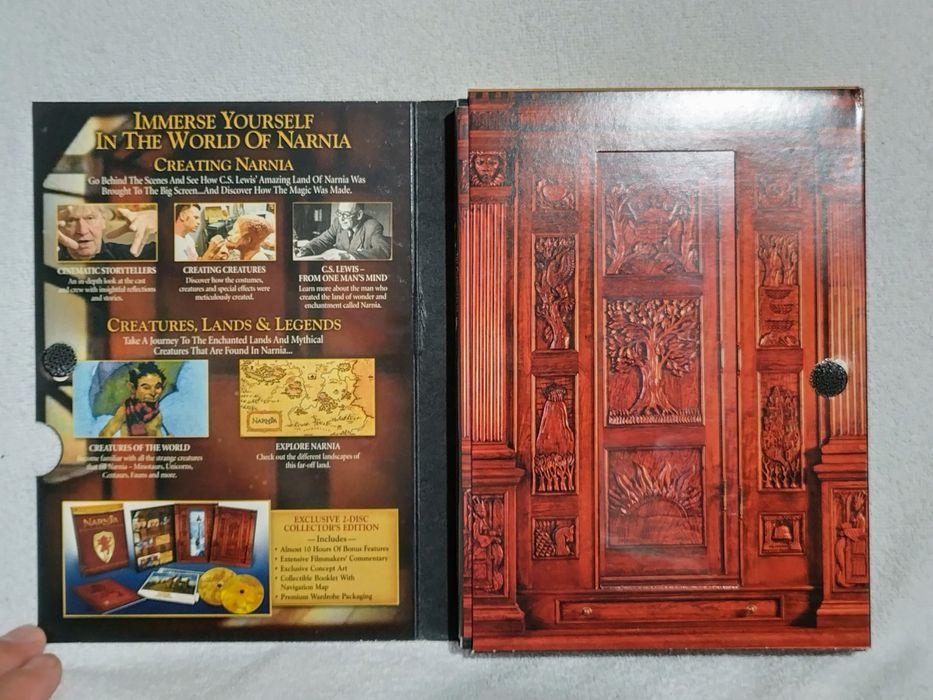 IMMERSE YOURSELF
IN THE WORLD OF NARNIA
CREATING NARNIA
Go Behind The Scenes And See How C.S. Lewis' Amazing Land Of Narnia Was
Brought To The Big Screen...And Discover How The Magic Was Made.
CINEMATIC STORYTELLERS
An in-depth look at the cast
and crew with insightful reflections
and stories.
CREATING CREATURES
Discover how the costumes,
creatures and special effects were
meticulously created.
C.S. LEWIS –
FROM ONE MAN'S MIND
Learn more about the man who
created the land of wonder and
enchantment called Narnia.
CREATURES, LANDS & LEGENDS
Take A Journey To The Enchanted Lands And Mythical
Creatures That Are Found In Narnia...
NARNIA
CREATURES OF THE WORLD
Become familiar with all the strange creatures
that fill Narnia – Minotaurs, Unicorns,
Centaurs, Fauns and more.
EXPLORE NARNIA
Check out the different landscapes of
this far-off land.
NARNIA
EXCLUSIVE 2-DISC
COLLECTOR'S EDITION
— Includes —
• Almost 10 Hours Of Bonus Features
• Extensive Filmmakers' Commentary
• Exclusive Concept Art
• Collectible Booklet With
Navigation Map
• Premium Wardrobe Packaging